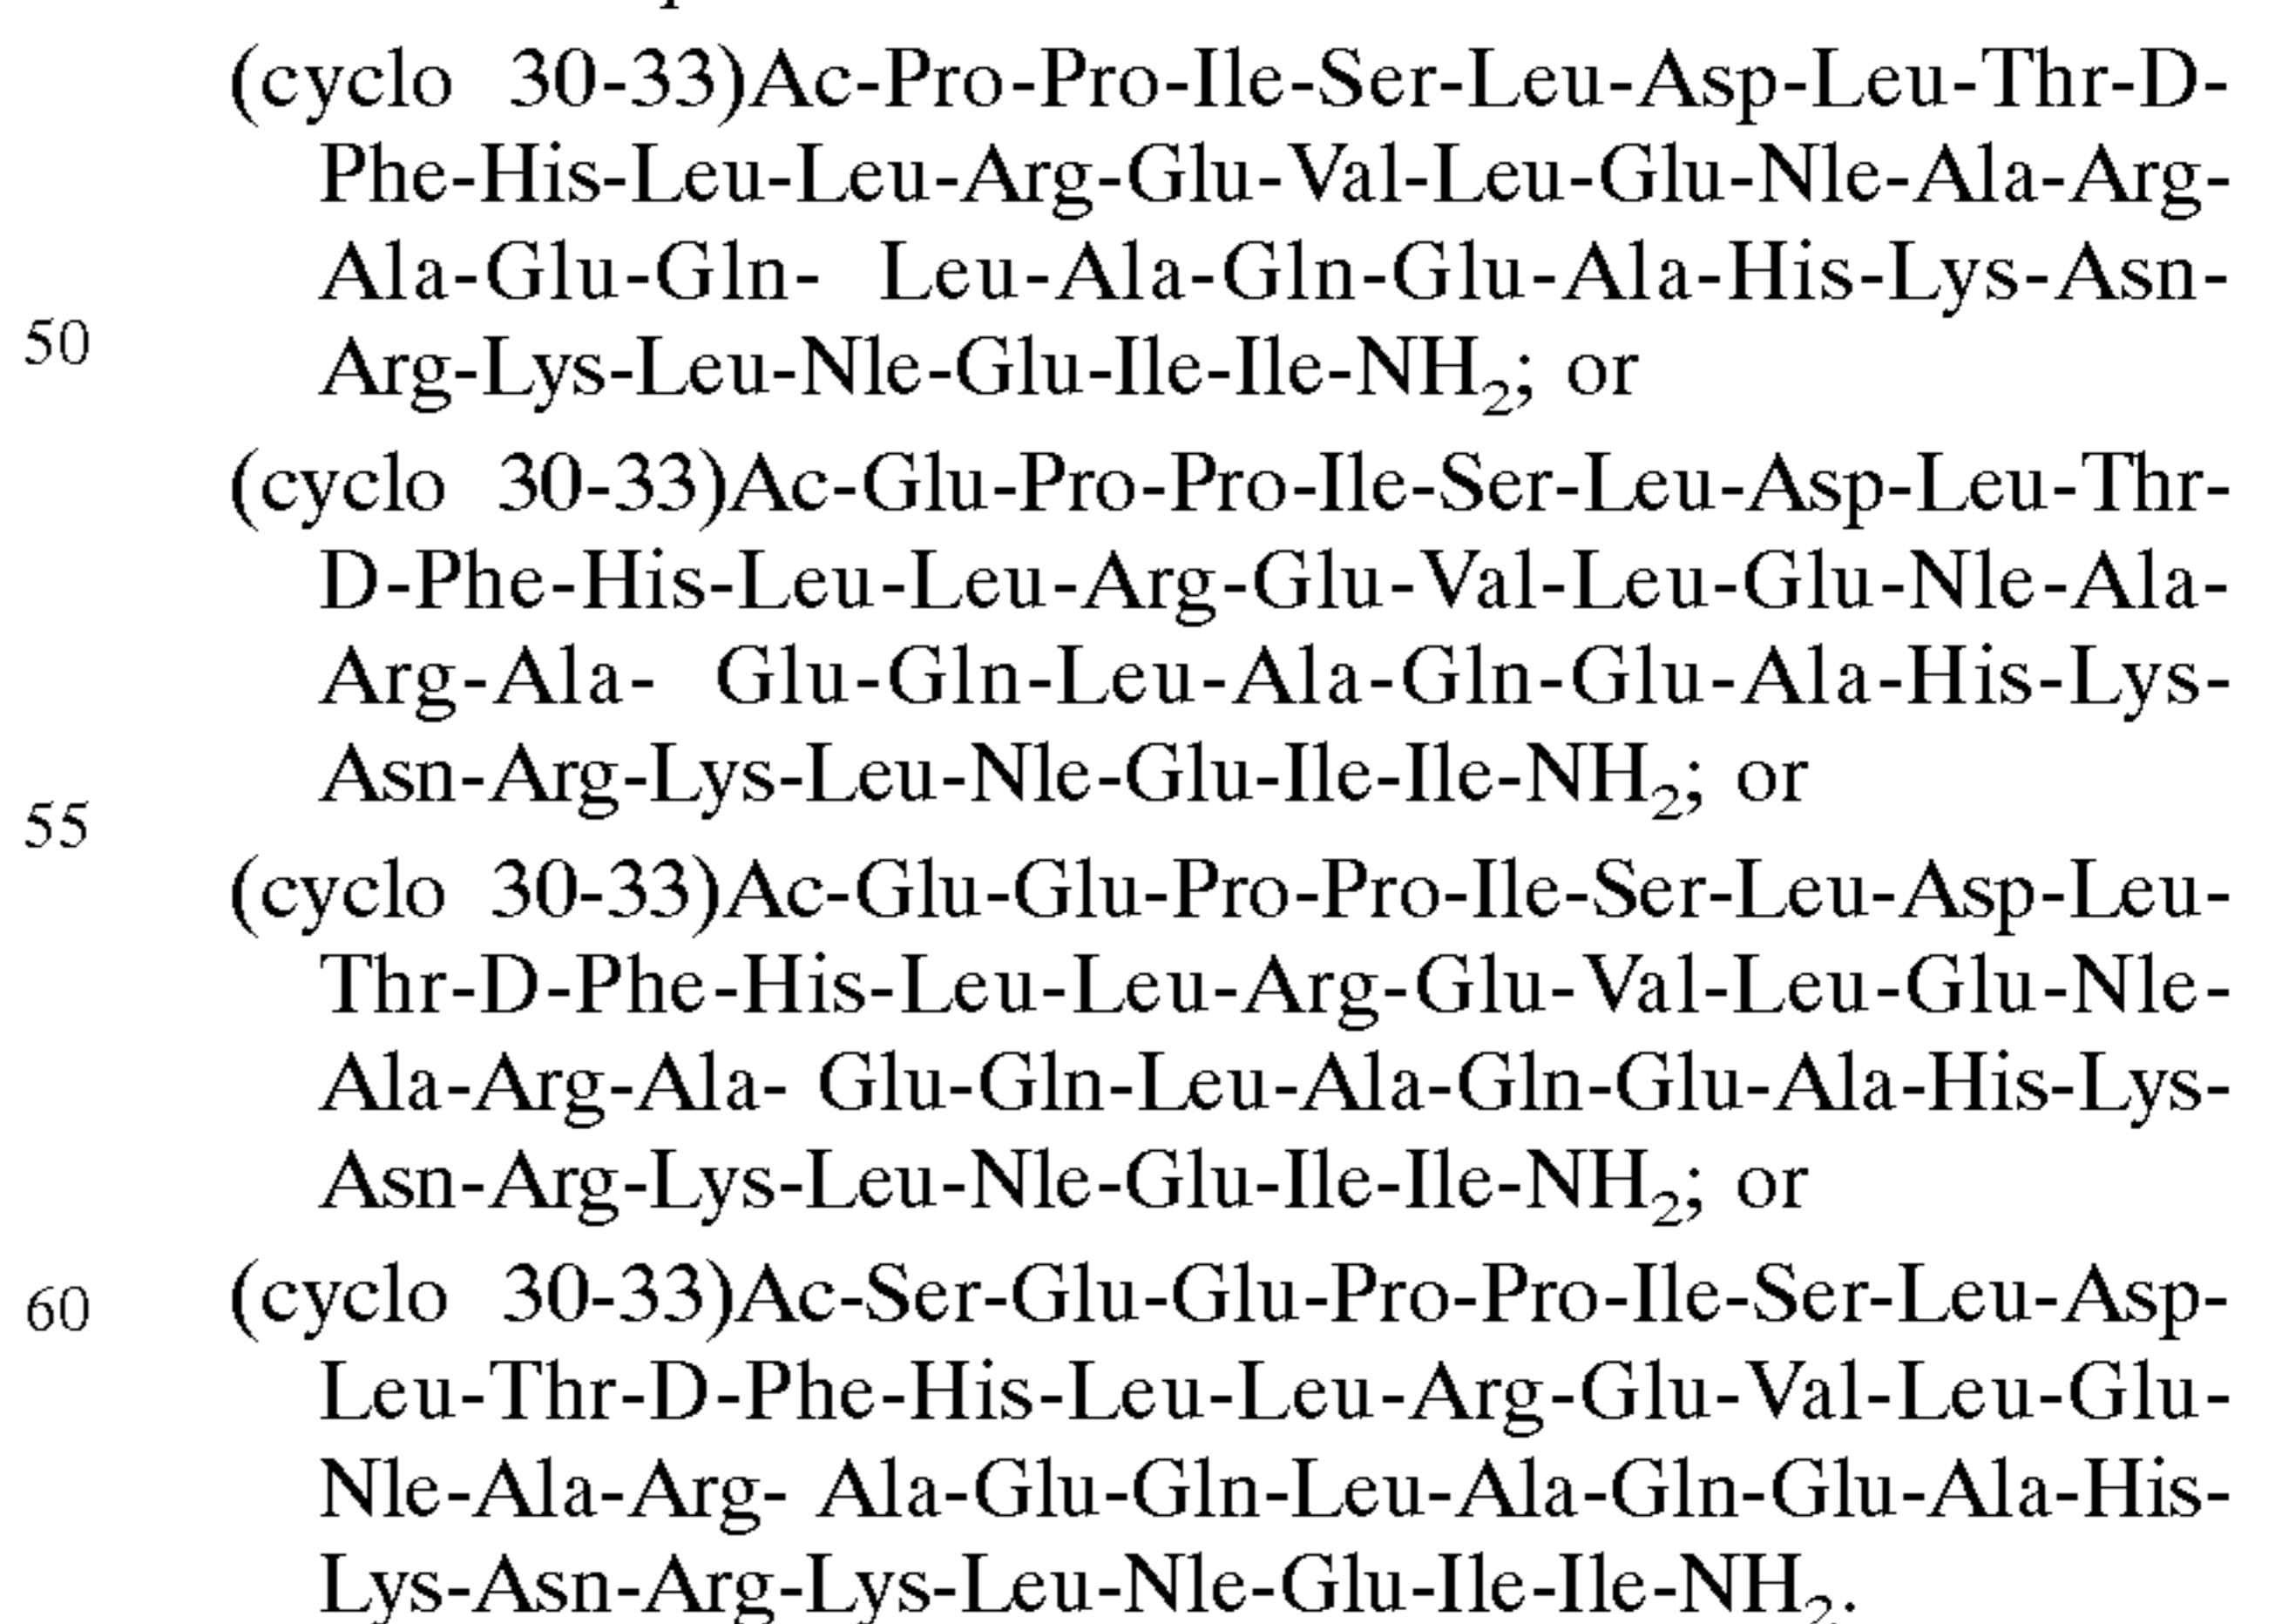 (cyclo 30-33)Ac-Pro-Pro-Ile-Ser-Leu-Asp-Leu-Thr-D-
Phe-His-Leu-Leu-Arg-Glu-Val-Leu-Glu-Nle-Ala-Arg-
Ala-Glu-Gln- Leu-Ala-Gln-Glu-Ala-His-Lys-Asn-
50 Arg-Lys-Leu-Nle-Glu-Ile-Ile-NH₂; or
(cyclo 30-33)Ac-Glu-Pro-Pro-Ile-Ser-Leu-Asp-Leu-Thr-
D-Phe-His-Leu-Leu-Arg-Glu-Val-Leu-Glu-Nle-Ala-
Arg-Ala- Glu-Gln-Leu-Ala-Gln-Glu-Ala-His-Lys-
Asn-Arg-Lys-Leu-Nle-Glu-Ile-Ile-NH₂; or
55
(cyclo 30-33)Ac-Glu-Glu-Pro-Pro-Ile-Ser-Leu-Asp-Leu-
Thr-D-Phe-His-Leu-Leu-Arg-Glu-Val-Leu-Glu-Nle-
Ala-Arg-Ala- Glu-Gln-Leu-Ala-Gln-Glu-Ala-His-Lys-
Asn-Arg-Lys-Leu-Nle-Glu-Ile-Ile-NH₂; or
60 (cyclo 30-33)Ac-Ser-Glu-Glu-Pro-Pro-Ile-Ser-Leu-Asp-
Leu-Thr-D-Phe-His-Leu-Leu-Arg-Glu-Val-Leu-Glu-
Nle-Ala-Arg- Ala-Glu-Gln-Leu-Ala-Gln-Glu-Ala-His-
Lys-Asn-Arg-Lys-Leu-Nle-Glu-Ile-Ile-NH₂.